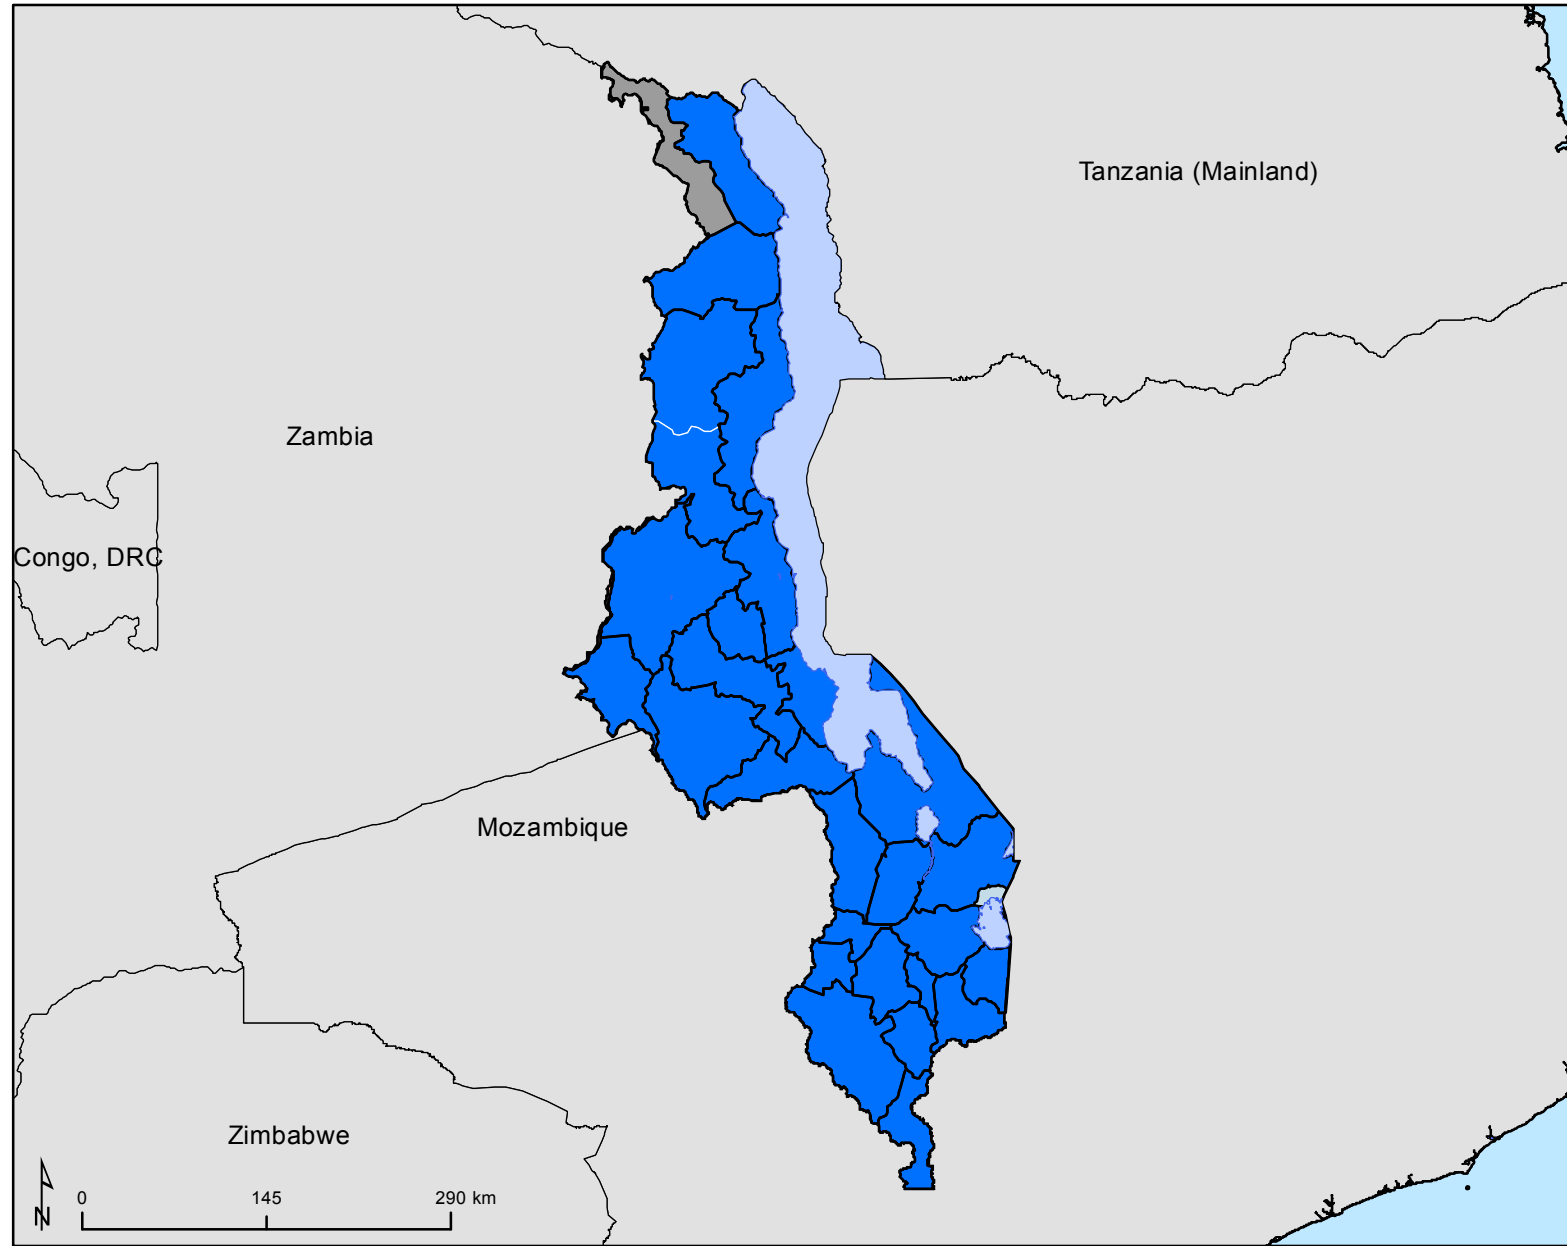 Tanzania (Mainland)
Zambia
Congo, DRC
Mozambique
Zimbabwe
N
0 145 290 km